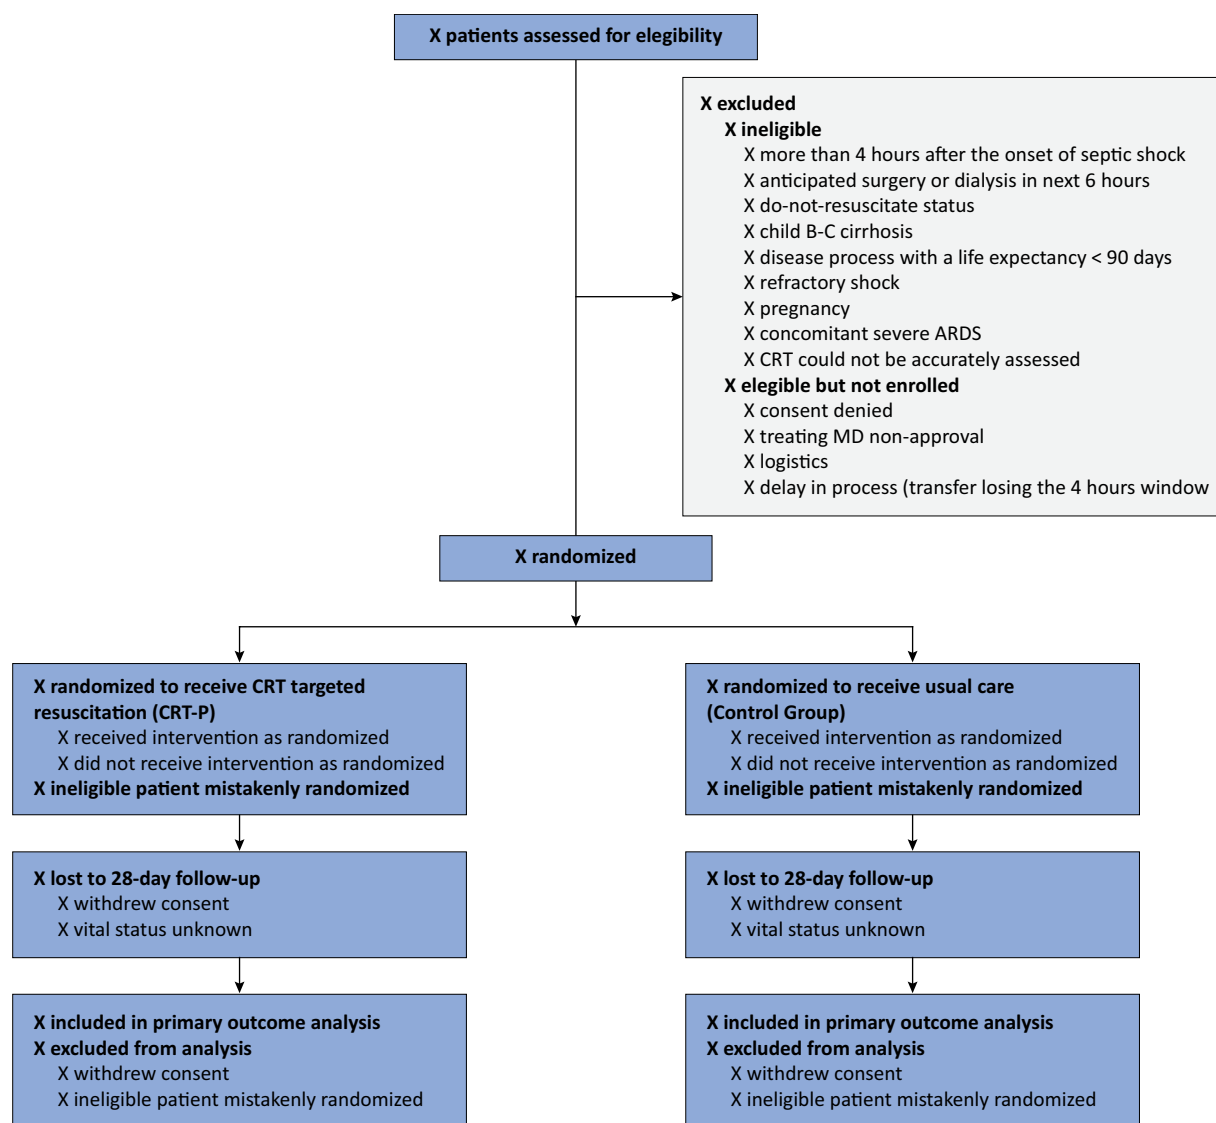 X patients assessed for elegibility
X excluded
X ineligible
X more than 4 hours after the onset of septic shock
X anticipated surgery or dialysis in next 6 hours
X do-not-resuscitate status
X child B-C cirrhosis
X disease process with a life expectancy < 90 days
X refractory shock
X pregnancy
X concomitant severe ARDS
X CRT could not be accurately assessed
X elegible but not enrolled
X consent denied
X treating MD non-approval
X logistics
X delay in process (transfer losing the 4 hours window
X randomized
X randomized to receive CRT targeted
resuscitation (CRT-P)
X received intervention as randomized
X did not receive intervention as randomized
X ineligible patient mistakenly randomized
X randomized to receive usual care
(Control Group)
X received intervention as randomized
X did not receive intervention as randomized
X ineligible patient mistakenly randomized
X lost to 28-day follow-up
X withdrew consent
X vital status unknown
X lost to 28-day follow-up
X withdrew consent
X vital status unknown
X included in primary outcome analysis
X excluded from analysis
X withdrew consent
X ineligible patient mistakenly randomized
X included in primary outcome analysis
X excluded from analysis
X withdrew consent
X ineligible patient mistakenly randomized